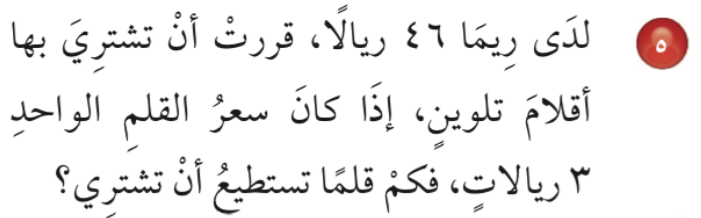 ٥ لدَى رِيمَا ٤٦ ريالًا، قررتْ أنْ تشترِيَ بها
أقلامَ تلوينٍ، إذَا كانَ سعرُ القلمِ الواحدِ
٣ ريالاتٍ، فكمْ قلمًا تستطيعُ أنْ تشترِي؟